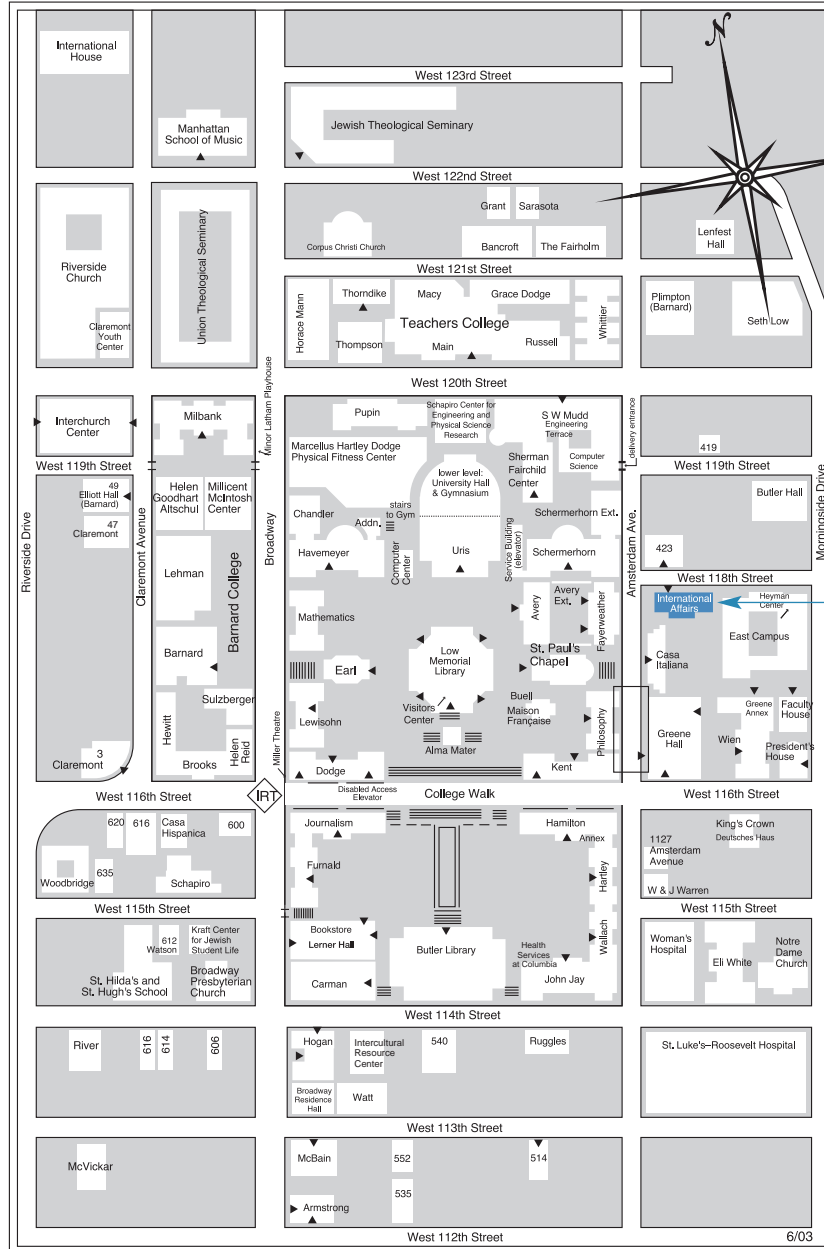 N
International
House
Manhattan
School of Music
West 123rd Street
Jewish Theological Seminary
West 122nd Street
Grant
Sarasota
Corpus Christi Church
Bancroft
The Fairholm
Lenfest
Hall
Riverside
Church
Claremont
Youth
Center
Union Theological Seminary
West 121st Street
Horace Mann
Thorndike
Macy
Grace Dodge
Teachers College
Thompson
Main
Russell
Whittier
Plimpton
(Barnard)
Seth Low
West 120th Street
Interchurch
Center
Milbank
Minor Latham Playhouse
Pupin
Schapiro Center for
Engineering and
Physical Science
Research
S W Mudd
Engineering
Terrace
Computer
Science
delivery entrance
419
Marcellus Hartley Dodge
Physical Fitness Center
lower level:
University Hall
& Gymnasium
Sherman
Fairchild
Center
West 119th Street
West 119th Street
49
Elliott Hall
(Barnard)
47
Claremont
Helen
Goodhart
Altschul
Millicent
McIntosh
Center
Chandler
stairs
to Gym
Addn.
Schermerhorn Ext.
Butler Hall
Riverside Drive
Claremont Avenue
Broadway
Amsterdam Ave.
Morningside Drive
Havemeyer
Computer
Center
Uris
Service Building
(elevator)
Schermerhorn
423
West 118th Street
Lehman
Barnard College
Mathematics
Avery
Avery
Ext.
Fayerweather
International
Affairs
Heyman
Center
East Campus
Barnard
Earl
Low
Memorial
Library
St. Paul's
Chapel
Casa
Italiana
Hewitt
Sulzberger
Lewisohn
Visitors
Center
Buell
Maison
Française
Philosophy
Greene
Hall
Greene
Annex
Faculty
House
Wien
President's
House
3
Claremont
Brooks
Helen
Reid
Miller Theatre
Dodge
Alma Mater
Kent
West 116th Street
IRT
Disabled Access
Elevator
College Walk
West 116th Street
620
616
Casa
Hispanica
600
Journalism
Hamilton
Annex
King's Crown
Deutsches Haus
1127
Amsterdam
Avenue
Woodbridge
635
Schapiro
Furnald
Hartley
W & J Warren
West 115th Street
West 115th Street
612
Watson
Kraft Center
for Jewish
Student Life
Bookstore
Lerner Hall
Butler Library
Health
Services
at Columbia
Wallach
Woman's
Hospital
Eli White
Notre
Dame
Church
St. Hilda's and
St. Hugh's School
Broadway
Presbyterian
Church
Carman
John Jay
West 114th Street
River
616
614
606
Hogan
Intercultural
Resource
Center
540
Ruggles
St. Luke's–Roosevelt Hospital
Broadway
Residence
Hall
Watt
West 113th Street
McVickar
McBain
552
514
535
Armstrong
West 112th Street
6/03